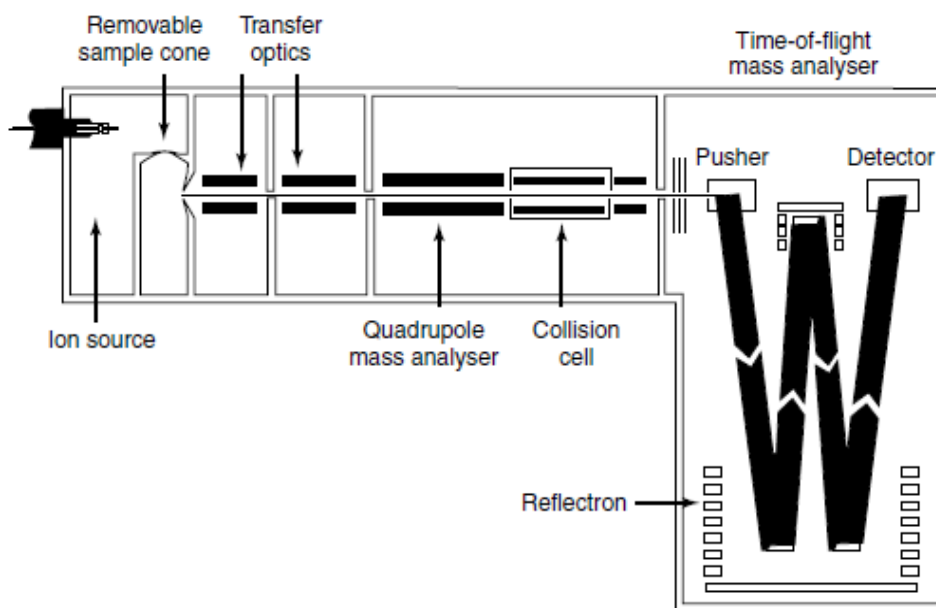 Removable
sample cone
Transfer
optics
Time-of-flight
mass analyser
Pusher
Detector
Ion source
Quadrupole
mass analyser
Collision
cell
Reflectron